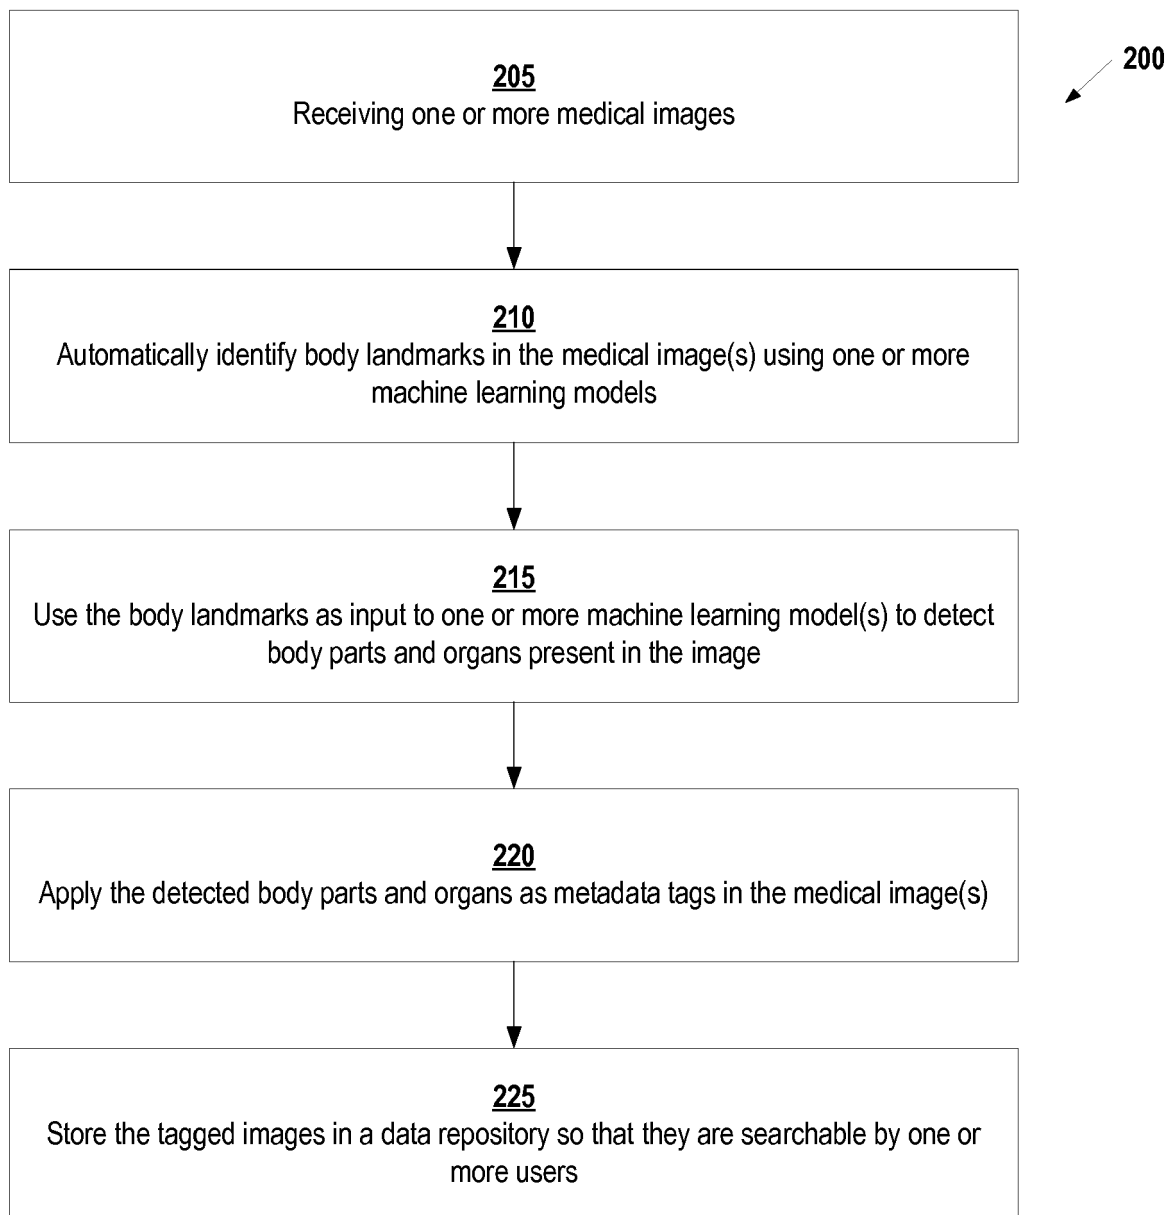 200
205
Receiving one or more medical images
210
Automatically identify body landmarks in the medical image(s) using one or more
machine learning models
215
Use the body landmarks as input to one or more machine learning model(s) to detect
body parts and organs present in the image
220
Apply the detected body parts and organs as metadata tags in the medical image(s)
225
Store the tagged images in a data repository so that they are searchable by one or
more users